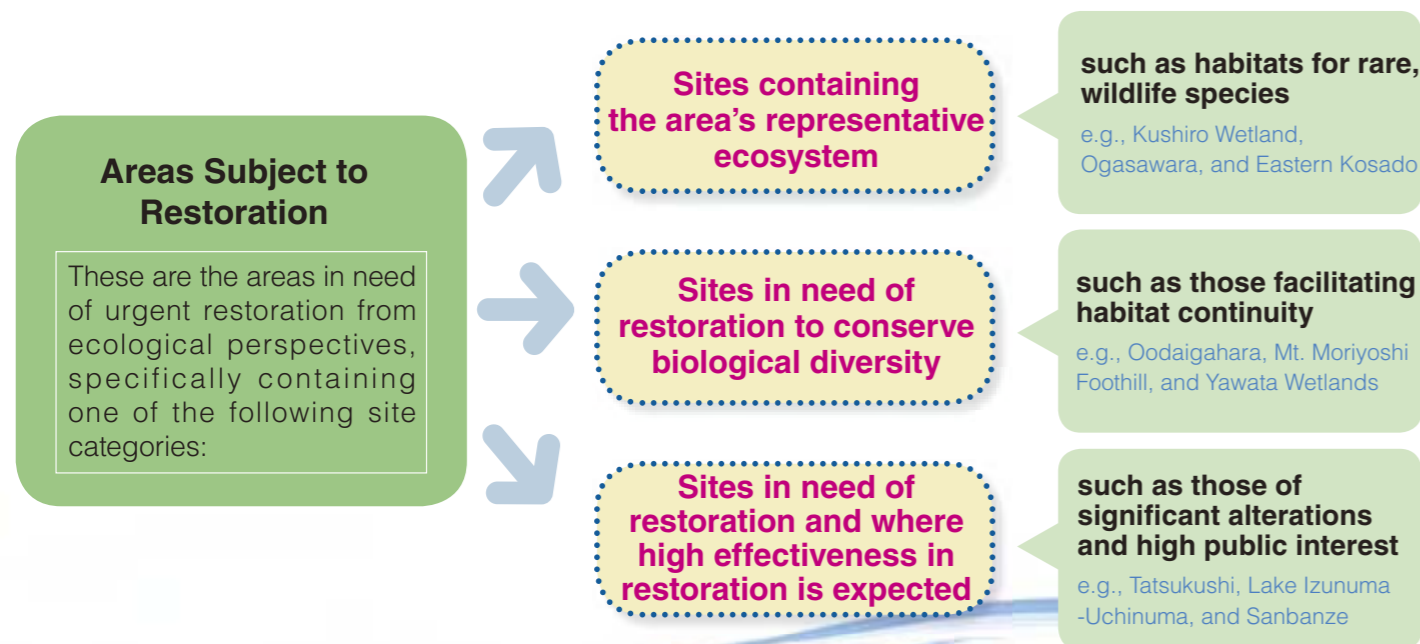 Areas Subject to
Restoration
These are the areas in need
of urgent restoration from
ecological perspectives,
specifically containing
one of the following site
categories:
Sites containing
the area's representative
ecosystem
such as habitats for rare,
wildlife species
e.g., Kushiro Wetland,
Ogasawara, and Eastern Kosado
Sites in need of
restoration to conserve
biological diversity
such as those facilitating
habitat continuity
e.g., Oodaigahara, Mt. Moriyoshi
Foothill, and Yawata Wetlands
Sites in need of
restoration and where
high effectiveness in
restoration is expected
such as those of
significant alterations
and high public interest
e.g., Tatsukushi, Lake Izunuma
-Uchinuma, and Sanbanze